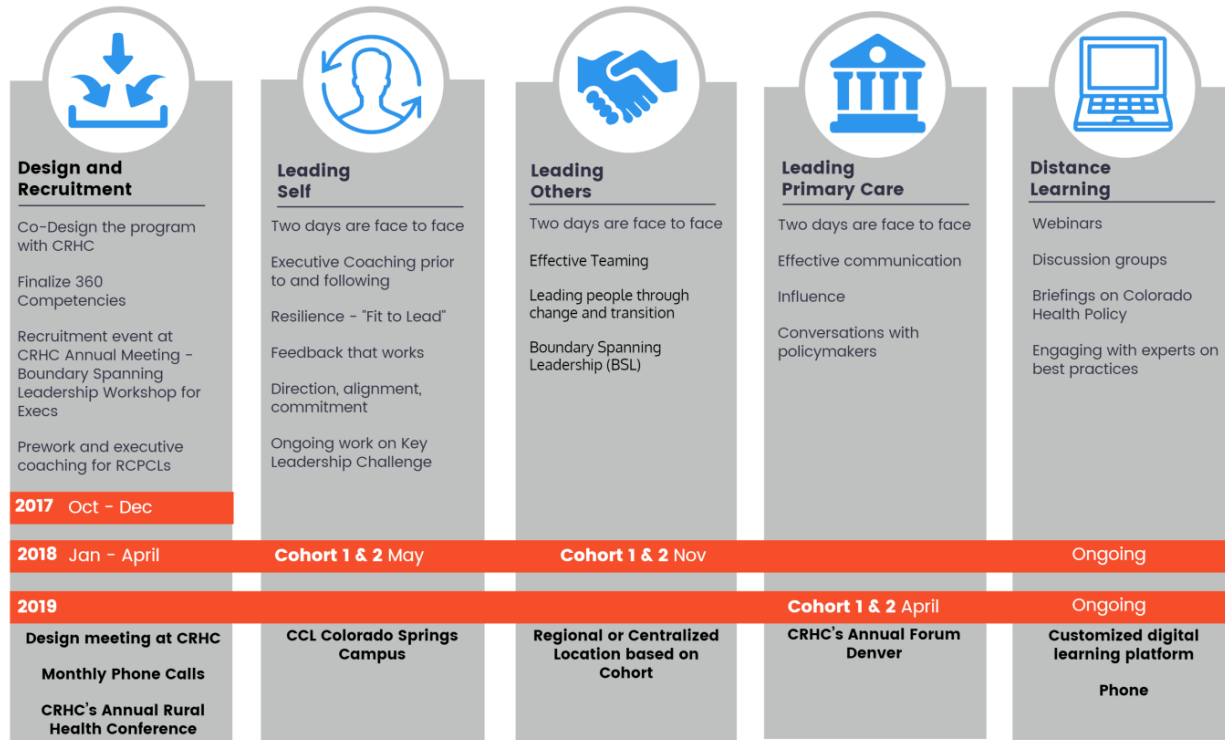 Design and
Recruitment
Co-Design the program
with CRHC
Finalize 360
Competencies
Recruitment event at
CRHC Annual Meeting -
Boundary Spanning
Leadership Workshop for
Execs
Prework and executive
coaching for RCPCLs
Leading
Self
Two days are face to face
Executive Coaching prior
to and following
Resilience - "Fit to Lead"
Feedback that works
Direction, alignment,
commitment
Ongoing work on Key
Leadership Challenge
Leading
Others
Two days are face to face
Effective Teaming
Leading people through
change and transition
Boundary Spanning
Leadership (BSL)
Leading
Primary Care
Two days are face to face
Effective communication
Influence
Conversations with
policymakers
Distance
Learning
Webinars
Discussion groups
Briefings on Colorado
Health Policy
Engaging with experts on
best practices
2017 Oct - Dec
2018 Jan - April Cohort 1 & 2 May Cohort 1 & 2 Nov Ongoing
2019 Cohort 1 & 2 April Ongoing
Design meeting at CRHC
Monthly Phone Calls
CRHC's Annual Rural
Health Conference
CCL Colorado Springs
Campus
Regional or Centralized
Location based on
Cohort
CRHC's Annual Forum
Denver
Customized digital
learning platform
Phone